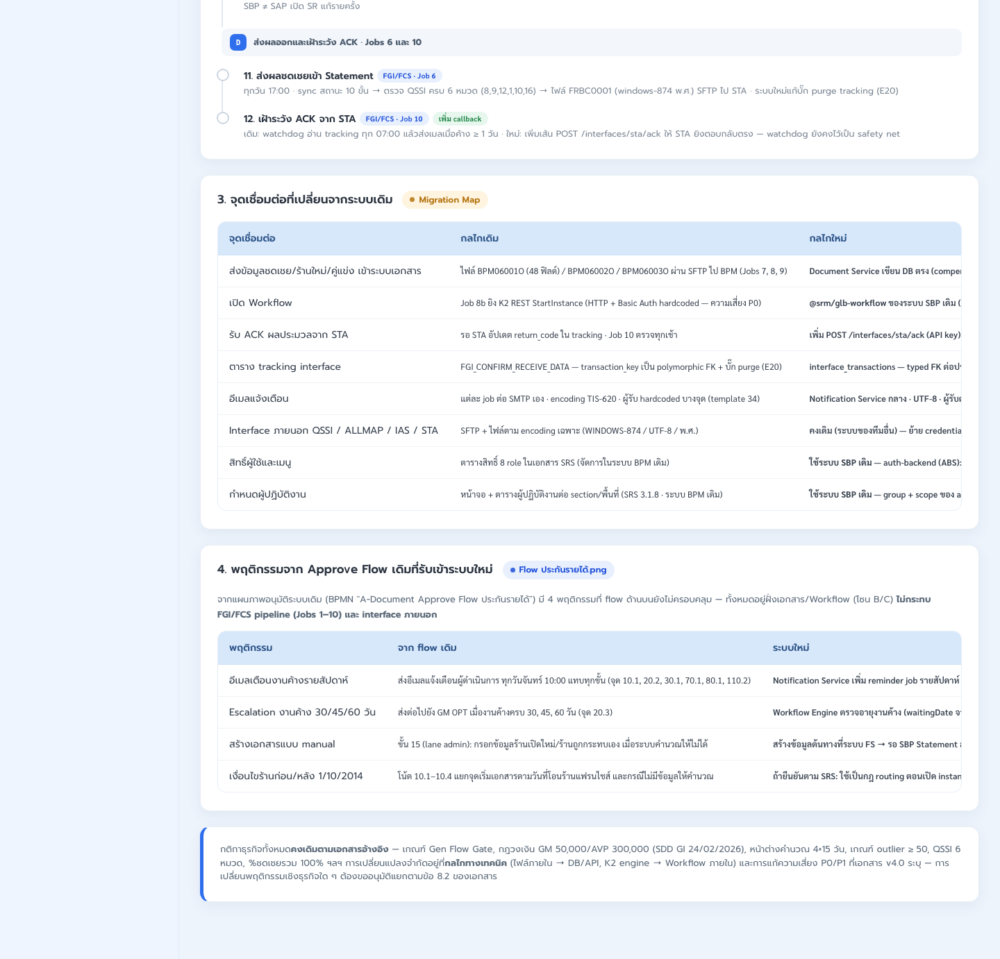 SBP ≠ SAP เปิด SR แก้รายครั้ง
D ส่งผลออกและเฝ้าระวัง ACK · Jobs 6 และ 10
11. ส่งผลชดเชยเข้า Statement FGI/FCS · Job 6
ทุกวัน 17:00 · sync สถานะ 10 ขั้น → ตรวจ QSSI ครบ 6 หมวด (8,9,12,1,10,16) → ไฟล์ FRBC0001 (windows-874 พ.ศ.) SFTP ไป STA · ระบบใหม่แก้บั๊ก purge tracking (E20)
12. เฝ้าระวัง ACK จาก STA FGI/FCS · Job 10 เพิ่ม callback
เดิม: watchdog อ่าน tracking ทุก 07:00 แล้วส่งเมลเมื่อค้าง ≥ 1 วัน · ใหม่: เพิ่มเส้น POST /interfaces/sta/ack ให้ STA ยิงตอบกลับตรง — watchdog ยังคงไว้เป็น safety net
3. จุดเชื่อมต่อที่เปลี่ยนจากระบบเดิม Migration Map
จุดเชื่อมต่อ กลไกเดิม กลไกใหม่
ส่งข้อมูลชดเชย/ร้านใหม่/คู่แข่ง เข้าระบบเอกสาร ไฟล์ BPM06001O (48 ฟิลด์) / BPM06002O / BPM06003O ผ่าน SFTP ไป BPM (Jobs 7, 8, 9) Document Service เขียน DB ตรง (compe
เปิด Workflow Job 8b ยิง K2 REST StartInstance (HTTP + Basic Auth hardcoded — ความเสี่ยง P0) @srm/glb-workflow ของระบบ SBP เดิม (
รับ ACK ผลประมวลจาก STA รอ STA อัปเดต return_code ใน tracking · Job 10 ตรวจทุกเช้า เพิ่ม POST /interfaces/sta/ack (API key)
ตาราง tracking interface FGI_CONFIRM_RECEIVE_DATA — transaction_key เป็น polymorphic FK + บั๊ก purge (E20) interface_transactions — typed FK ต่อป
อีเมลแจ้งเตือน แต่ละ job ต่อ SMTP เอง · encoding TIS-620 · ผู้รับ hardcoded บางจุด (template 34) Notification Service กลาง · UTF-8 · ผู้รับ
Interface ภายนอก QSSI / ALLMAP / IAS / STA SFTP + ไฟล์ตาม encoding เฉพาะ (WINDOWS-874 / UTF-8 / พ.ศ.) คงเดิม (ระบบของทีมอื่น) — ย้าย credentia
สิทธิ์ผู้ใช้และเมนู ตารางสิทธิ์ 8 role ในเอกสาร SRS (จัดการในระบบ BPM เดิม) ใช้ระบบ SBP เดิม — auth-backend (ABS):
กำหนดผู้ปฏิบัติงาน หน้าจอ + ตารางผู้ปฏิบัติงานต่อ section/พื้นที่ (SRS 3.1.8 · ระบบ BPM เดิม) ใช้ระบบ SBP เดิม — group + scope ของ a
4. พฤติกรรมจาก Approve Flow เดิมที่รับเข้าระบบใหม่ Flow ประกันรายได้.png
จากแผนภาพอนุมัติระบบเดิม (BPMN "A-Document Approve Flow ประกันรายได้") มี 4 พฤติกรรมที่ flow ด้านบนยังไม่ครอบคลุม — ทั้งหมดอยู่ฝั่งเอกสาร/Workflow (โซน B/C) ไม่กระทบ
FGI/FCS pipeline (Jobs 1–10) และ interface ภายนอก
พฤติกรรม จาก flow เดิม ระบบใหม่
อีเมลเตือนงานค้างรายสัปดาห์ ส่งอีเมลแจ้งเตือนผู้ดำเนินการ ทุกวันจันทร์ 10:00 แทบทุกขั้น (จุด 10.1, 20.2, 30.1, 70.1, 80.1, 110.2) Notification Service เพิ่ม reminder job รายสัปดาห์
Escalation งานค้าง 30/45/60 วัน ส่งต่อไปยัง GM OPT เมื่องานค้างครบ 30, 45, 60 วัน (จุด 20.3) Workflow Engine ตรวจอายุงานค้าง (waitingDate จ
สร้างเอกสารแบบ manual ขั้น 15 (lane admin): กรอกข้อมูลร้านเปิดใหม่/ร้านถูกกระทบเอง เมื่อระบบคำนวณให้ไม่ได้ สร้างข้อมูลต้นทางที่ระบบ FS → รอ SBP Statement
เงื่อนไขร้านก่อน/หลัง 1/10/2014 โน้ต 10.1–10.4 แยกจุดเริ่มเอกสารตามวันที่โอนร้านแฟรนไชส์ และกรณีไม่มีข้อมูลให้คำนวณ ถ้ายืนยันตาม SRS: ใช้เป็นกฎ routing ตอนเปิด instan
กติกาธุรกิจทั้งหมดคงเดิมตามเอกสารอ้างอิง — เกณฑ์ Gen Flow Gate, กฎวงเงิน GM 50,000/AVP 300,000 (SDD GI 24/02/2026), หน้าต่างคำนวณ 4×15 วัน, เกณฑ์ outlier ≥ 50, QSSI 6
หมวด, %ชดเชยรวม 100% ฯลฯ การเปลี่ยนแปลงจำกัดอยู่ที่กลไกทางเทคนิค (ไฟล์ภายใน → DB/API, K2 engine → Workflow ภายใน) และการแก้ความเสี่ยง P0/P1 ที่เอกสาร v4.0 ระบุ — การ
เปลี่ยนพฤติกรรมเชิงธุรกิจใด ๆ ต้องขออนุมัติแยกตามข้อ 8.2 ของเอกสาร